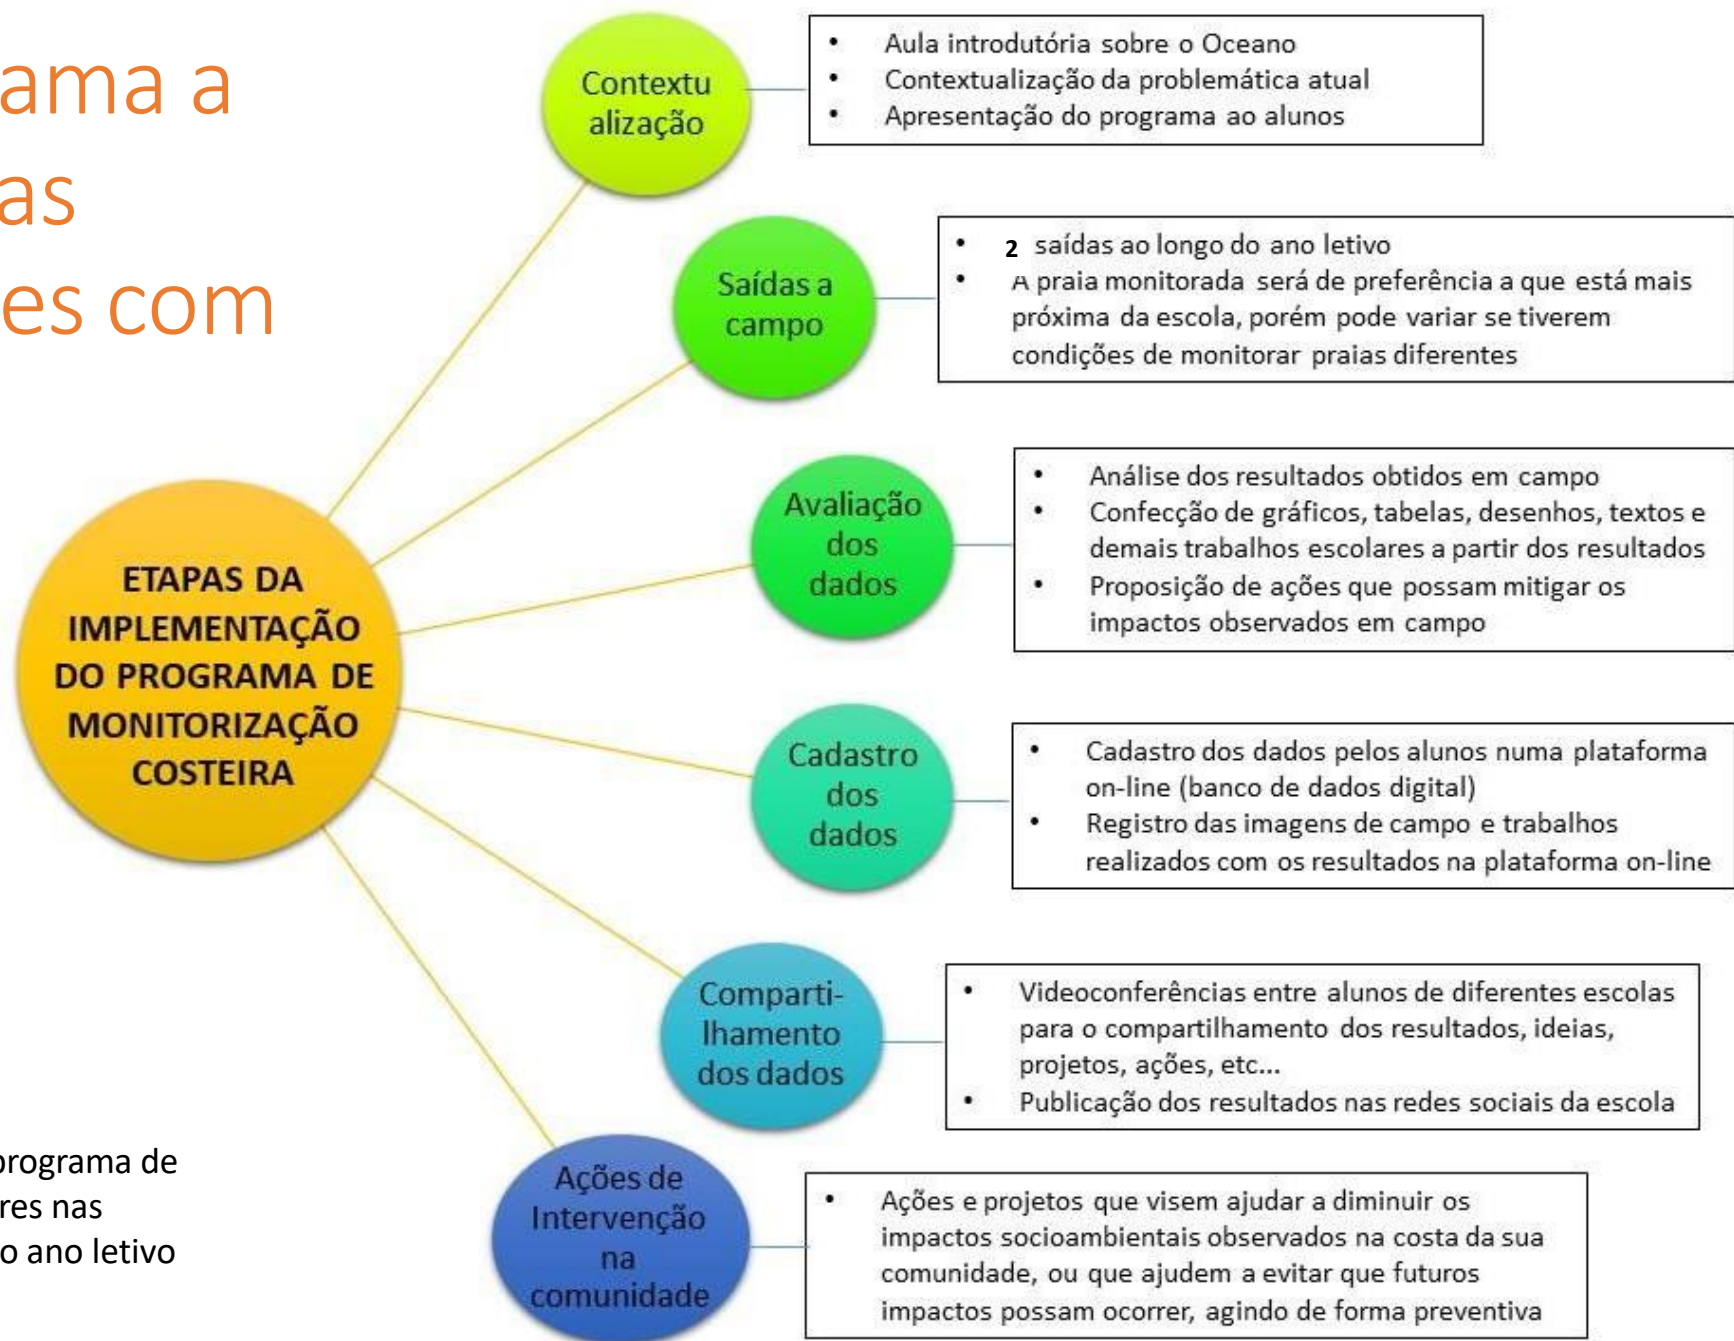 ama a
as
es com
Contextu
alização
• Aula introdutória sobre o Oceano
• Contextualização da problemática atual
• Apresentação do programa ao alunos
Saídas a
campo
• 2 saídas ao longo do ano letivo
• A praia monitorada será de preferência a que está mais
próxima da escola, porém pode variar se tiverem
condições de monitorar praias diferentes
Avaliação
dos
dados
• Análise dos resultados obtidos em campo
• Confecção de gráficos, tabelas, desenhos, textos e
demais trabalhos escolares a partir dos resultados
• Proposição de ações que possam mitigar os
impactos observados em campo
ETAPAS DA
IMPLEMENTAÇÃO
DO PROGRAMA DE
MONITORIZAÇÃO
COSTEIRA
Cadastro
dos
dados
• Cadastro dos dados pelos alunos numa plataforma
on-line (banco de dados digital)
• Registro das imagens de campo e trabalhos
realizados com os resultados na plataforma on-line
Comparti-
lhamento
dos dados
• Videoconferências entre alunos de diferentes escolas
para o compartilhamento dos resultados, ideias,
projetos, ações, etc...
• Publicação dos resultados nas redes sociais da escola
programa de
res nas
o ano letivo
Ações de
Intervenção
na
comunidade
• Ações e projetos que visem ajudar a diminuir os
impactos socioambientais observados na costa da sua
comunidade, ou que ajudem a evitar que futuros
impactos possam ocorrer, agindo de forma preventiva